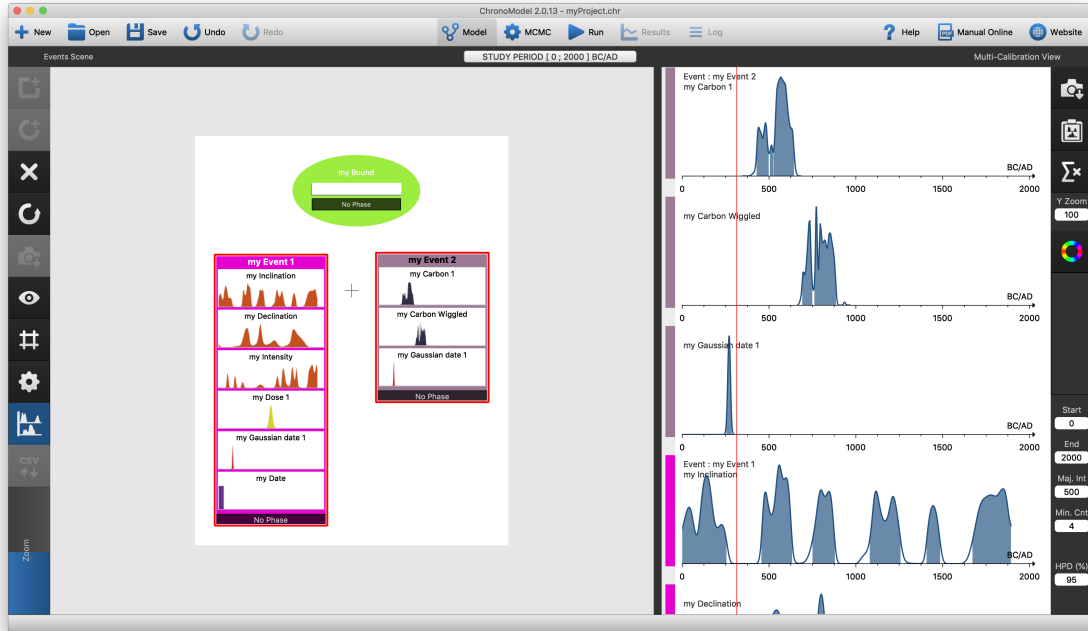 ChronoModel 2.0.13 - myProject.chr
New Open Save Undo Redo Model MCMC Run Results Log Help Manual Online Website
Events Scene
STUDY PERIOD [ 0 ; 2000 ] BC/AD
Multi-Calibration View
my Bound
No Phase
my Event 1
my Inclination
my Declination
my Intensity
my Dose 1
my Gaussian date 1
my Date
No Phase
my Event 2
my Carbon 1
my Carbon Wiggled
my Gaussian date 1
No Phase
CSV
Zoom
Event : my Event 2
my Carbon 1
BC/AD
0 500 1000 1500 2000
my Carbon Wiggled
BC/AD
0 500 1000 1500 2000
my Gaussian date 1
BC/AD
0 500 1000 1500 2000
Event : my Event 1
my Inclination
BC/AD
0 500 1000 1500 2000
my Declination
PDF
Y Zoom
100
Start
0
End
2000
Maj. Int
500
Min. Cnt
4
HPD (%)
95